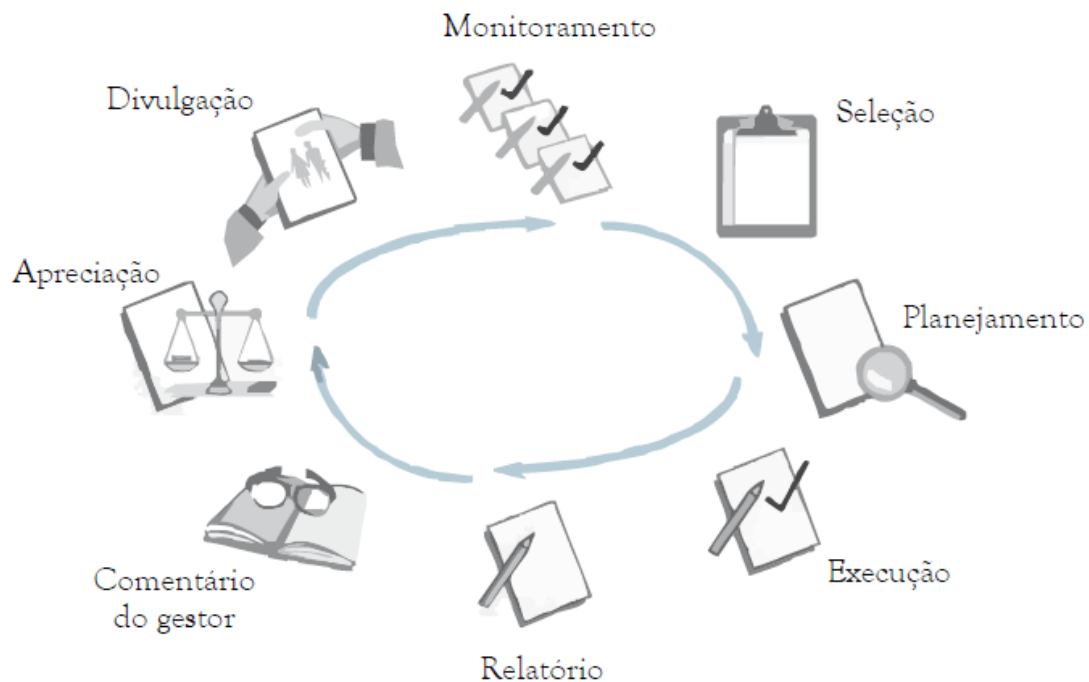 Monitoramento
Seleção
Planejamento
Execução
Relatório
Comentário
do gestor
Apreciação
Divulgação